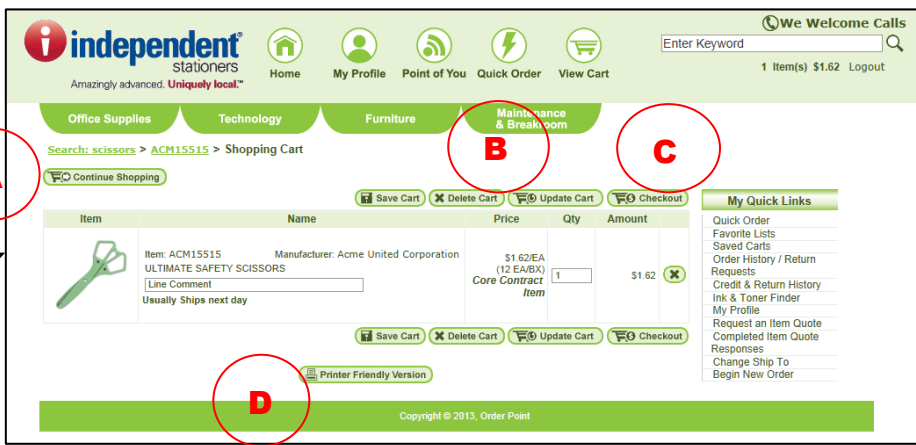 We Welcome Calls
independent®
stationers
Amazingly advanced. Uniquely local.™
Home
My Profile
Point of You
Quick Order
View Cart
Enter Keyword
1 Item(s) $1.62 Logout
Office Supplies
Technology
Furniture
Maintenance
& Breakroom
B
C
Search: scissors > ACM15515 > Shopping Cart
Continue Shopping
Save Cart
Delete Cart
Update Cart
Checkout
Item
Name
Price
Qty
Amount
Item: ACM15515 Manufacturer: Acme United Corporation
ULTIMATE SAFETY SCISSORS
Line Comment
Usually Ships next day
$1.62/EA
(12 EA/BX)
Core Contract
Item
1
$1.62
Save Cart
Delete Cart
Update Cart
Checkout
Printer Friendly Version
D
My Quick Links
Quick Order
Favorite Lists
Saved Carts
Order History / Return
Requests
Credit & Return History
Ink & Toner Finder
My Profile
Request an Item Quote
Completed Item Quote
Responses
Change Ship To
Begin New Order
Copyright © 2013, Order Point